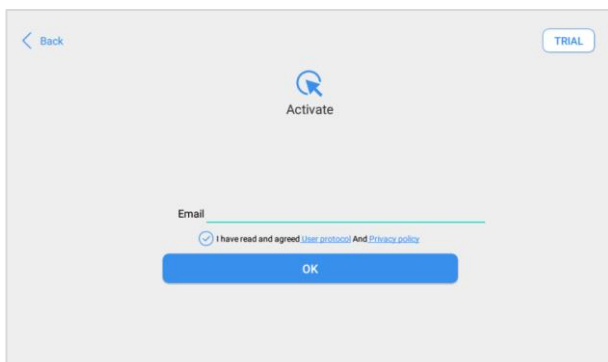 Back
TRIAL
Activate
Email
I have read and agreed User protocol And Privacy policy
OK